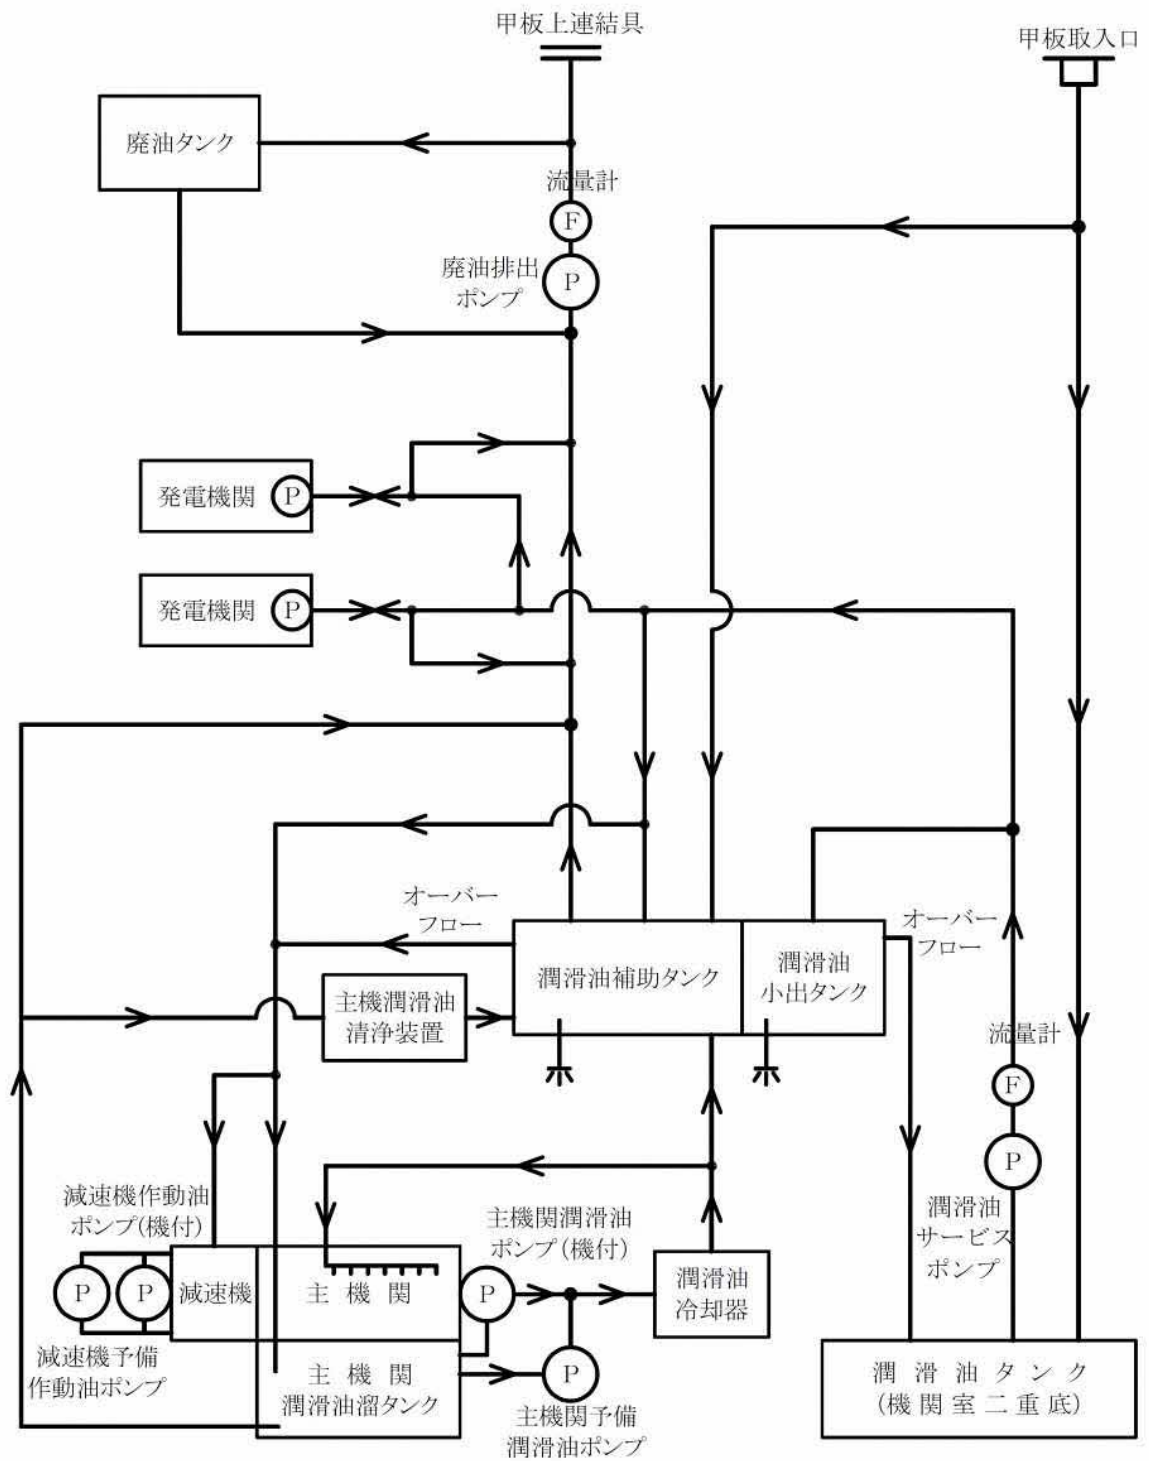 甲板上連結具
甲板取入口
廃油タンク
流量計
F
廃油排出
ポンプ
P
発電機関
P
発電機関
P
オーバー
フロー
オーバー
フロー
潤滑油補助タンク
潤滑油
小出タンク
主機潤滑油
清浄装置
流量計
F
P
潤滑油
サービス
ポンプ
減速機作動油
ポンプ(機付)
主機関潤滑油
ポンプ(機付)
P
P
減速機
主機関
P
潤滑油
冷却器
減速機予備
作動油ポンプ
主機関
潤滑油溜タンク
P
主機関予備
潤滑油ポンプ
潤滑油タンク
(機関室二重底)